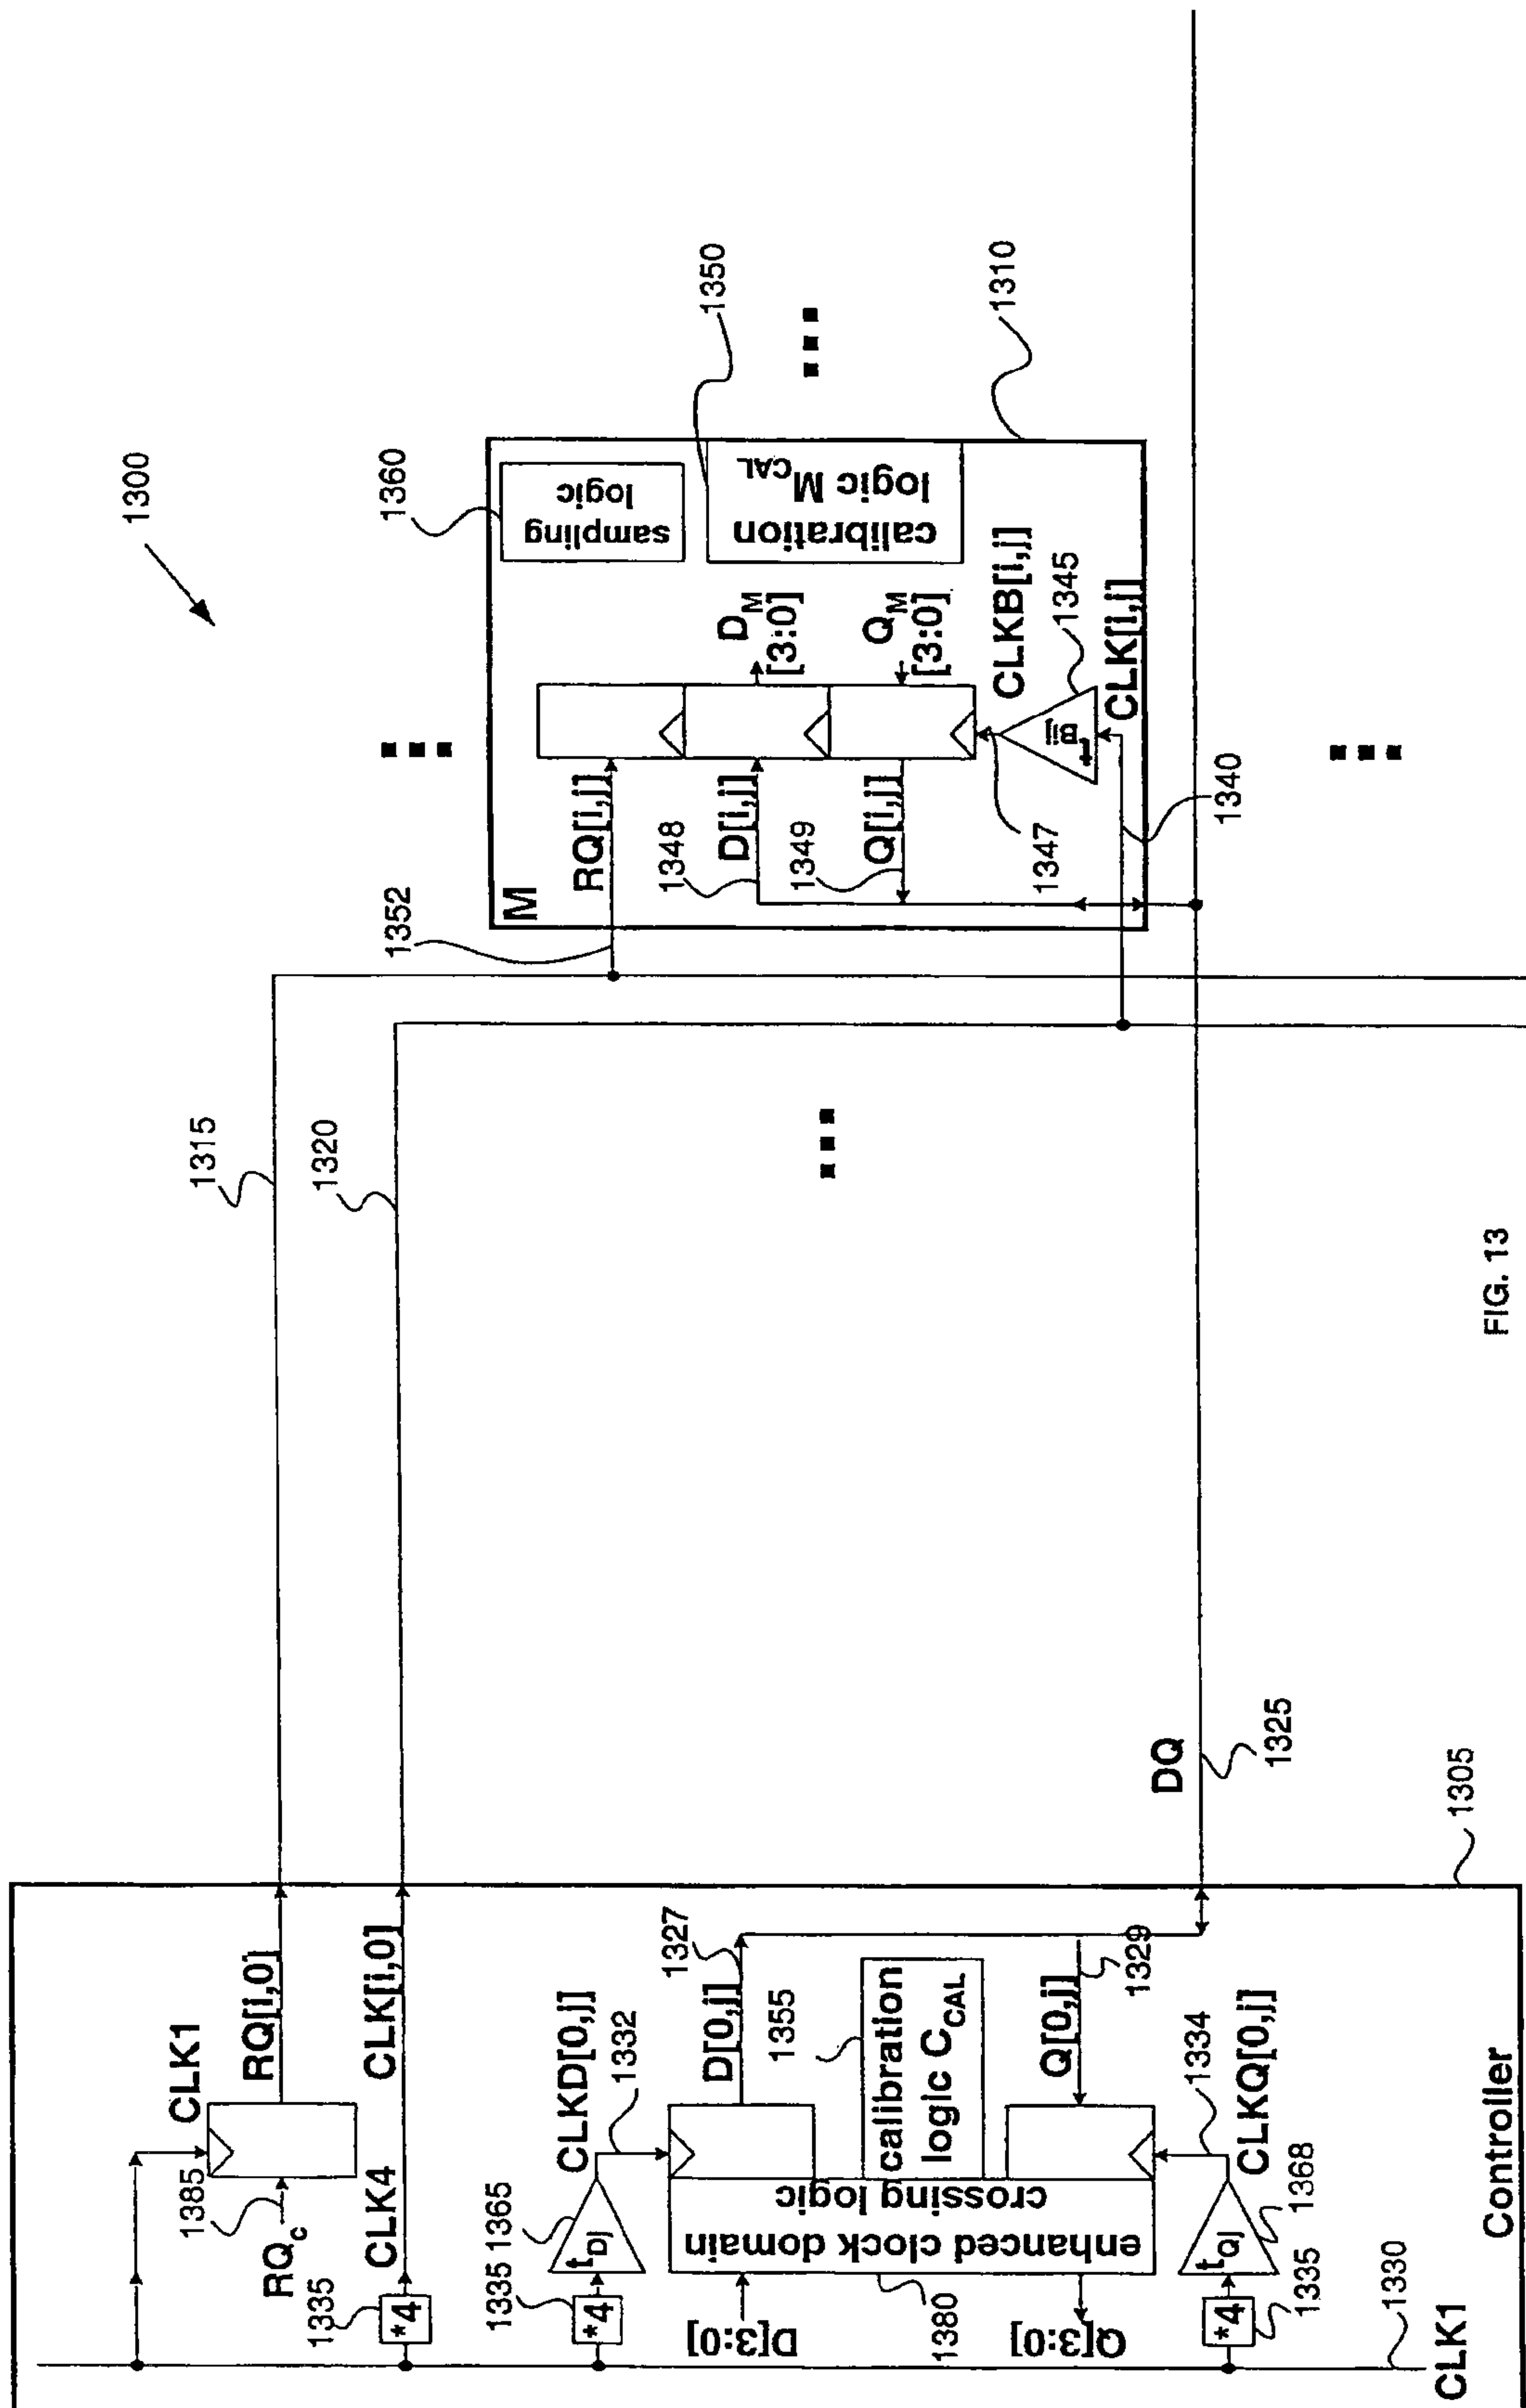 1300
1315
1320
1352
1360
sampling
logic
1350
calibration
logic M_CAL
1310
M
RQ[i,j]
1348
D[i,j]
1349
Q[i,j]
D_M
[3:0]
Q_M
[3:0]
CLKB[i,j]
1345
t_Bij
CLK[i,j]
1347
1340
CLK1
1385
RQ_c
RQ[i,0]
1335
*4
CLK4
CLK[i,0]
1335
*4
1365
t_Dj
CLKD[0,j]
1332
D[0,j]
1327
1355
calibration
logic C_CAL
enhanced clock domain
crossing logic
D[3:0]
1380
Q[3:0]
Q[0,j]
1329
1334
CLKQ[0,j]
1368
t_Qj
*4
1335
1330
CLK1
Controller
1305
DQ
1325
FIG. 13